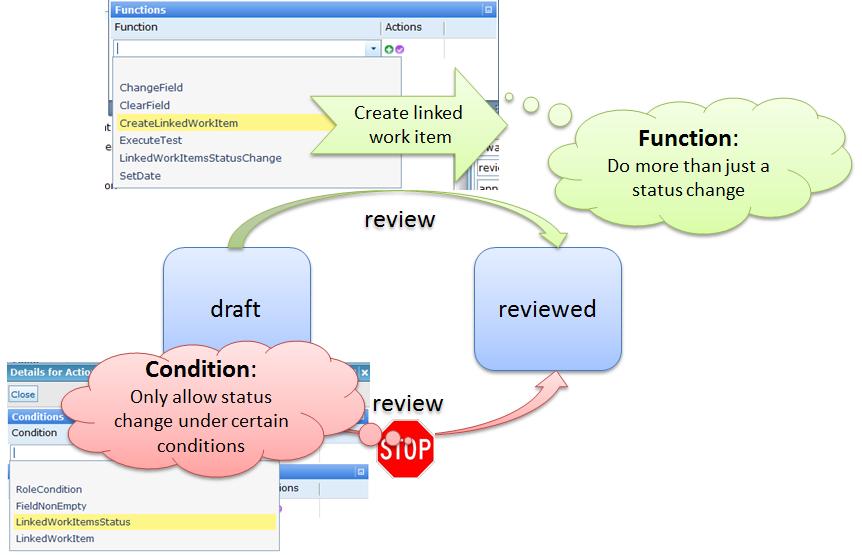 Functions
Function
Actions
ChangeField
ClearField
CreateLinkedWorkItem
ExecuteTest
LinkedWorkItemsStatusChange
SetDate
Create linked
work item
Function:
Do more than just a
status change
review
draft
reviewed
Details for Actio
Close
Conditions
Condition
Condition:
Only allow status
change under certain
conditions
review
STOP
ions
RoleCondition
FieldNonEmpty
LinkedWorkItemsStatus
LinkedWorkItem